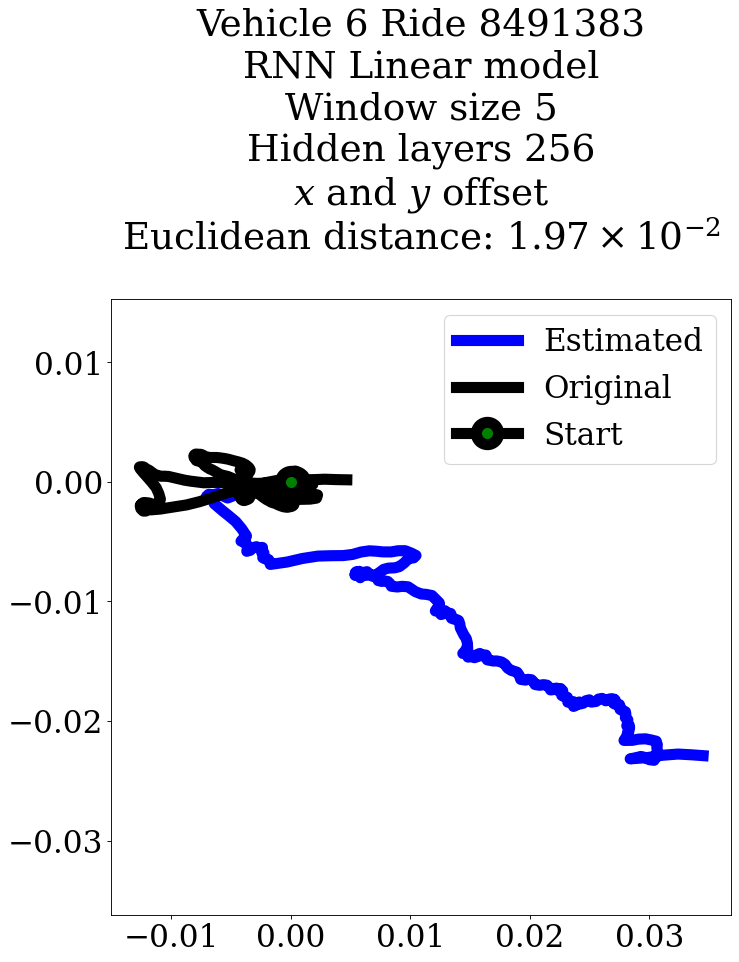 Vehicle 6 Ride 8491383
RNN Linear model
Window size 5
Hidden layers 256
x and y offset
Euclidean distance: 1.97 × 10⁻²
Estimated
Original
Start
0.01
0.00
−0.01
−0.02
−0.03
−0.01
0.00
0.01
0.02
0.03